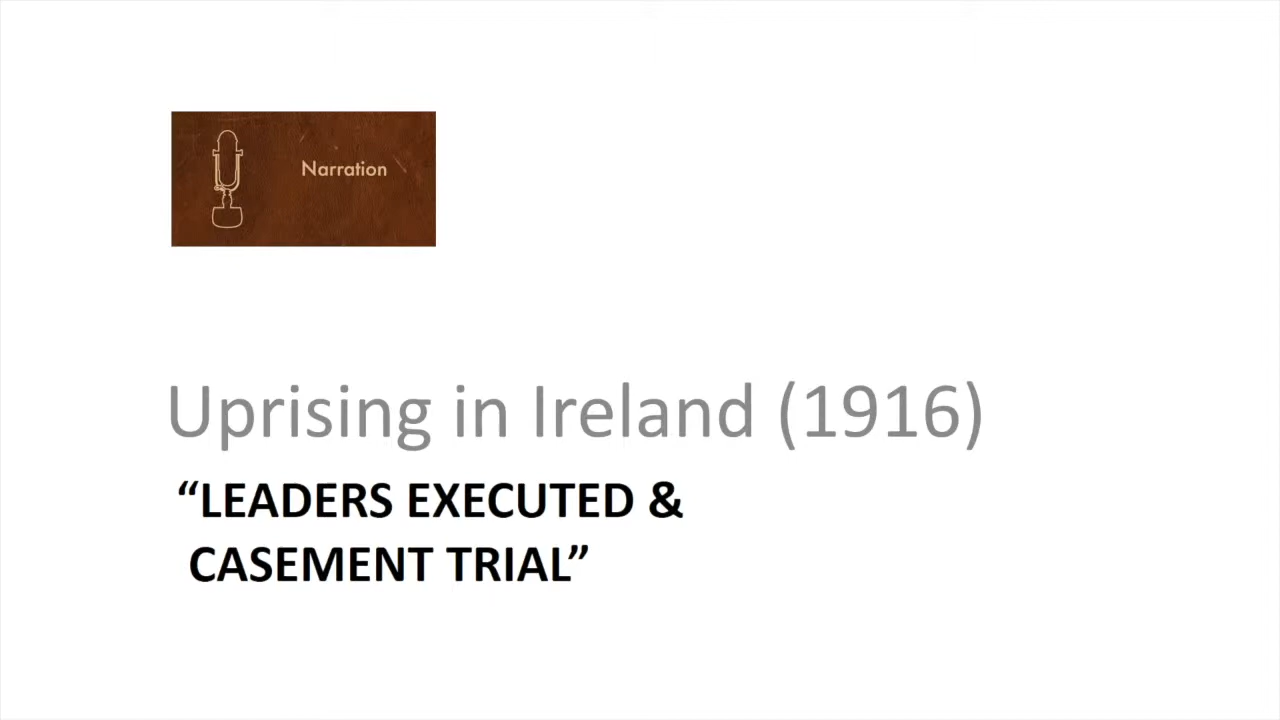 Narration
Uprising in Ireland (1916)
“LEADERS EXECUTED &
CASEMENT TRIAL”